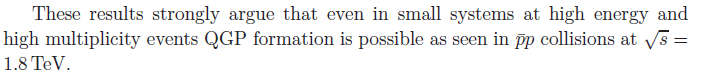 These results strongly argue that even in small systems at high energy and
high multiplicity events QGP formation is possible as seen in p̄p collisions at √s =
1.8 TeV.